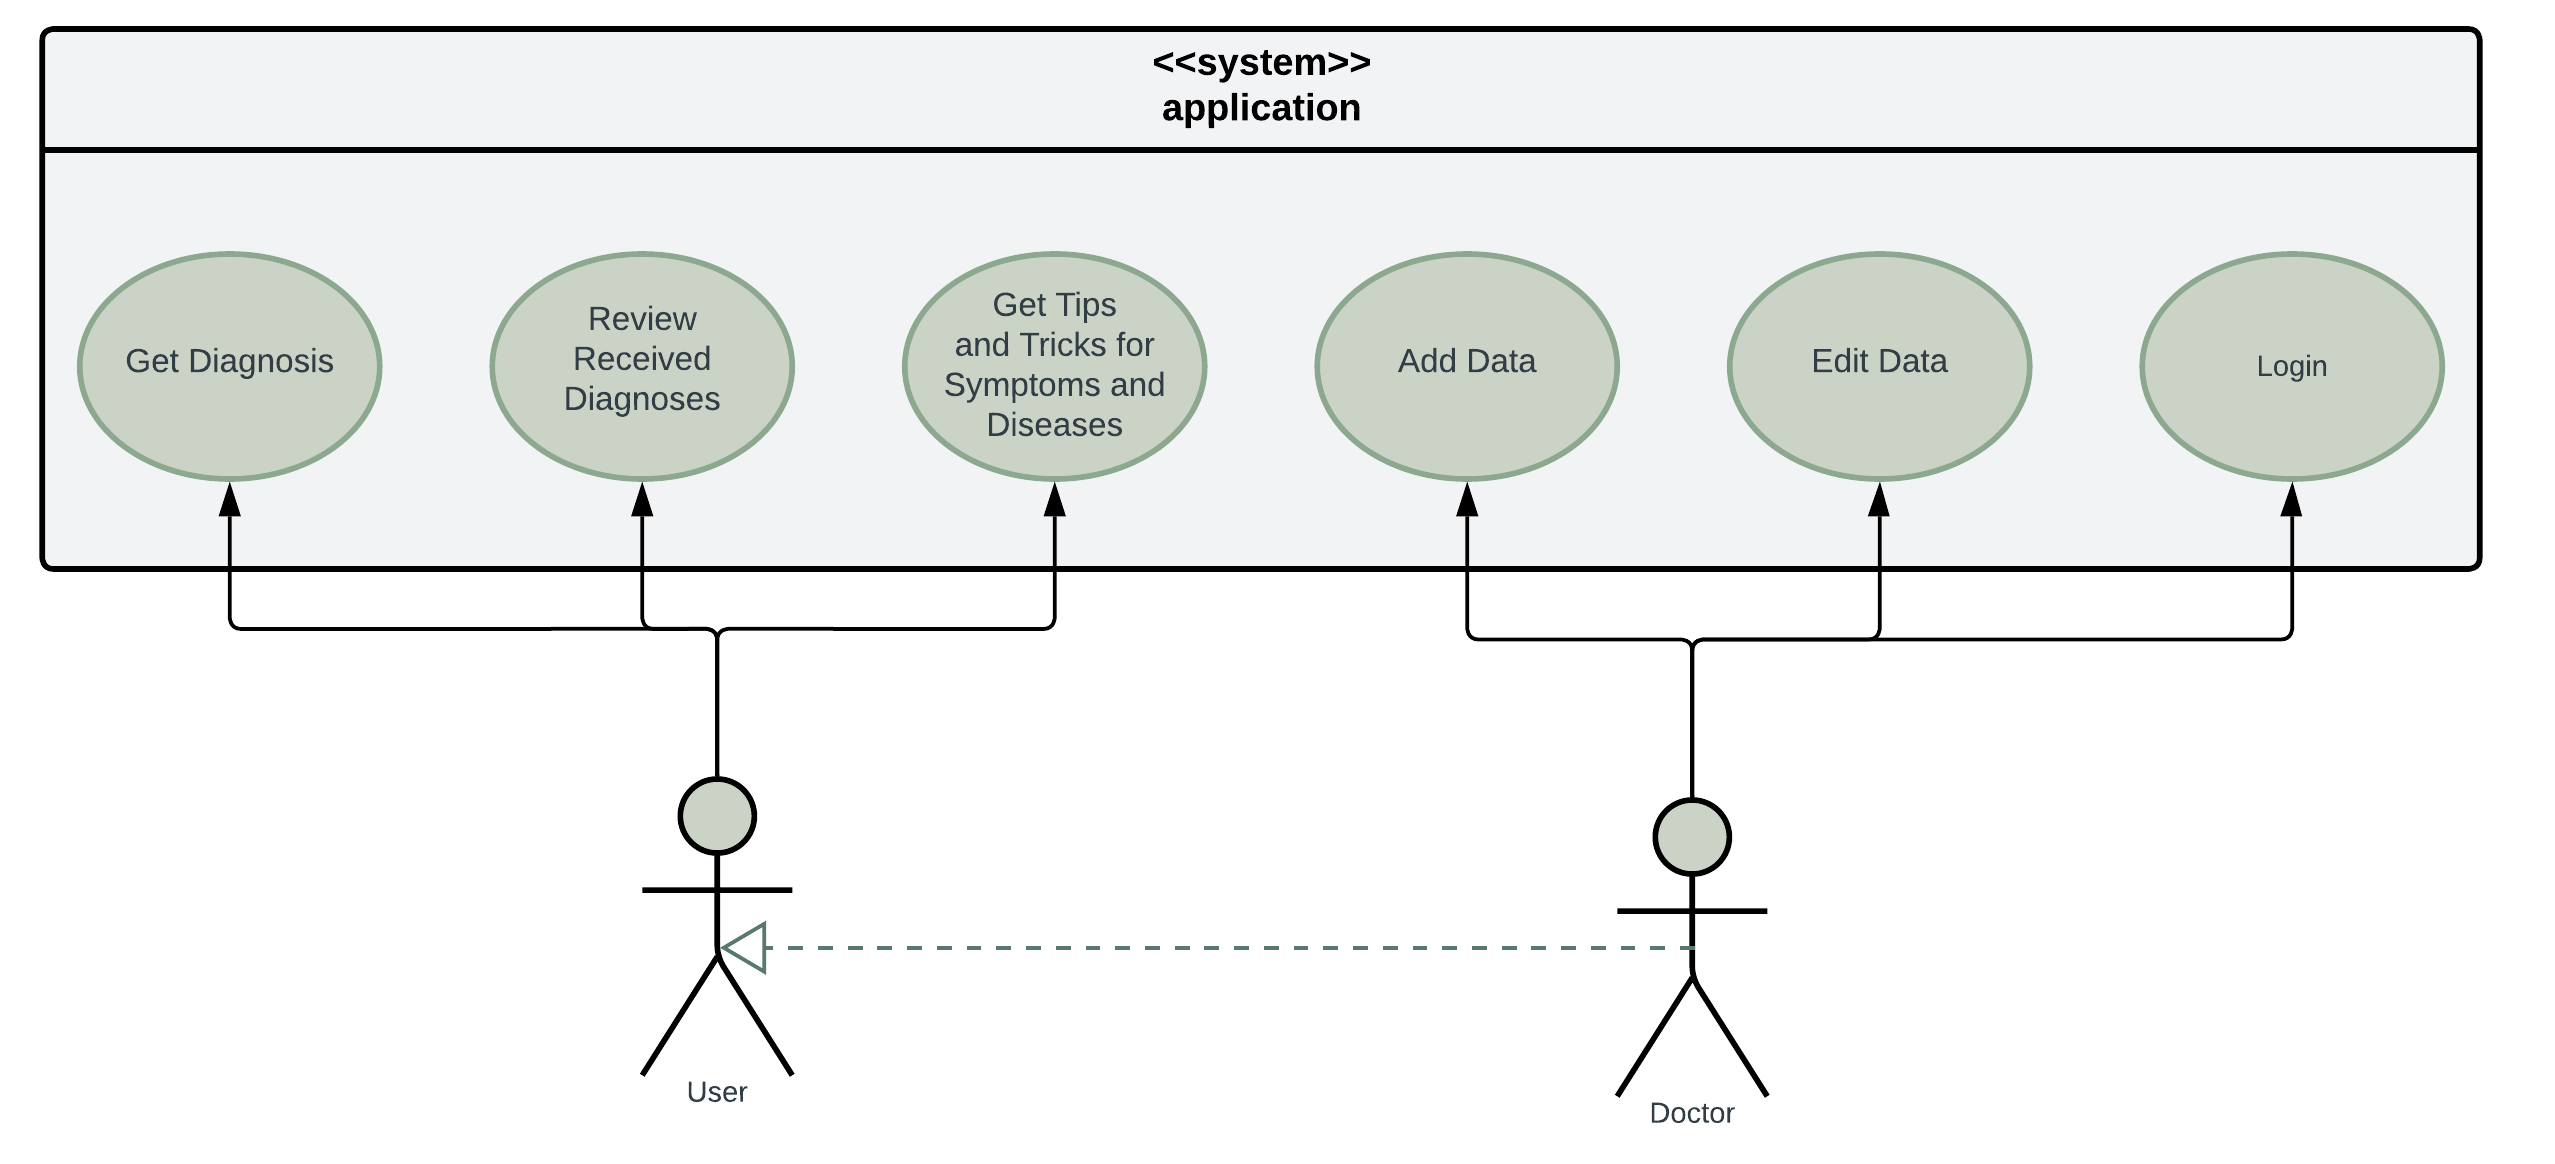 <<system>>
application
Get Diagnosis
Review
Received
Diagnoses
Get Tips
and Tricks for
Symptoms and
Diseases
Add Data
Edit Data
Login
User
Doctor